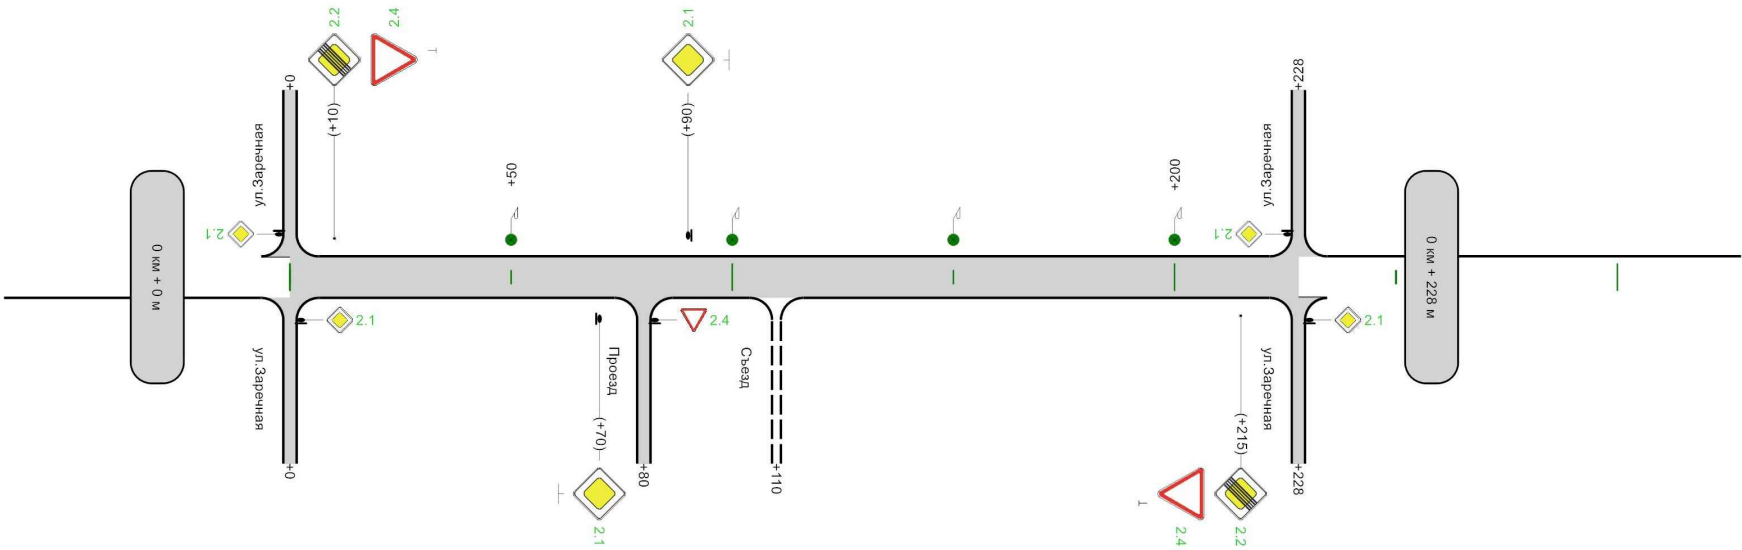 2.2
2.4
2.1
+0
(+10)
(+90)
+228
ул.Заречная
+50
+200
ул.Заречная
2.1
2.1
0 км + 0 м
0 км + 228 м
2.1
2.4
2.1
ул.Заречная
Проезд
Съезд
ул.Заречная
(+70)
(+215)
+0
+80
+110
+228
2.1
2.4
2.2